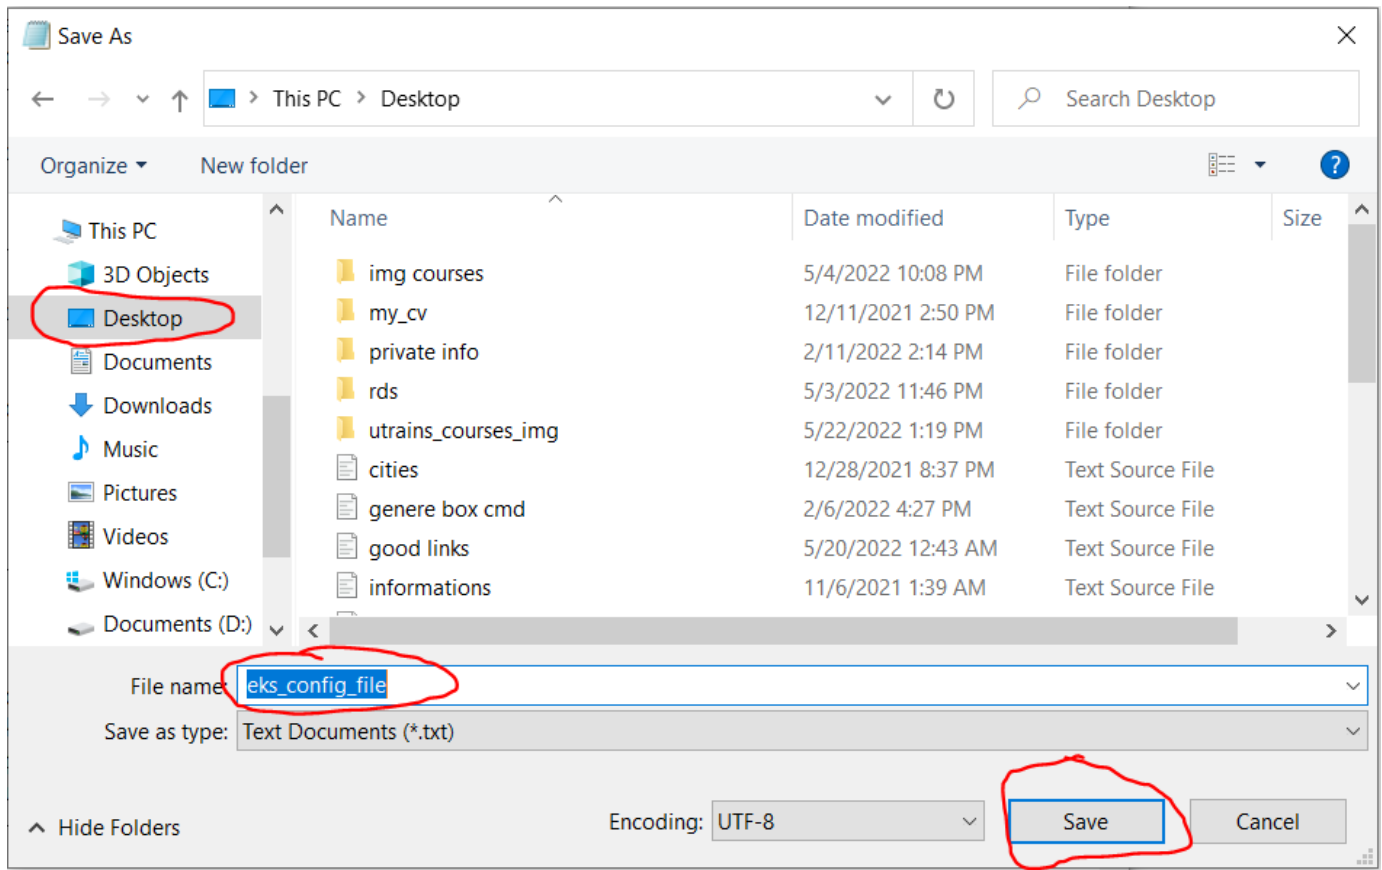 Save As
This PC > Desktop
Search Desktop
Organize
New folder
?
This PC
3D Objects
Desktop
Documents
Downloads
Music
Pictures
Videos
Windows (C:)
Documents (D:)
Name Date modified Type Size
img courses 5/4/2022 10:08 PM File folder
my_cv 12/11/2021 2:50 PM File folder
private info 2/11/2022 2:14 PM File folder
rds 5/3/2022 11:46 PM File folder
utrains_courses_img 5/22/2022 1:19 PM File folder
cities 12/28/2021 8:37 PM Text Source File
genere box cmd 2/6/2022 4:27 PM Text Source File
good links 5/20/2022 12:43 AM Text Source File
informations 11/6/2021 1:39 AM Text Source File
File name: eks_config_file
Save as type: Text Documents (*.txt)
Hide Folders
Encoding: UTF-8
Save
Cancel